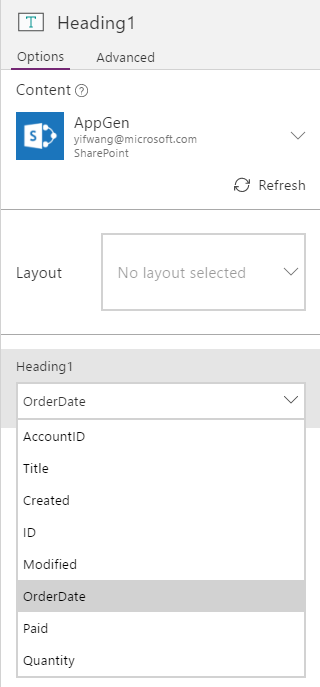 T Heading1
Options Advanced
Content ?
S
AppGen
yifwang@microsoft.com
SharePoint
Refresh
Layout No layout selected
Heading1
OrderDate
AccountID
Title
Created
ID
Modified
OrderDate
Paid
Quantity